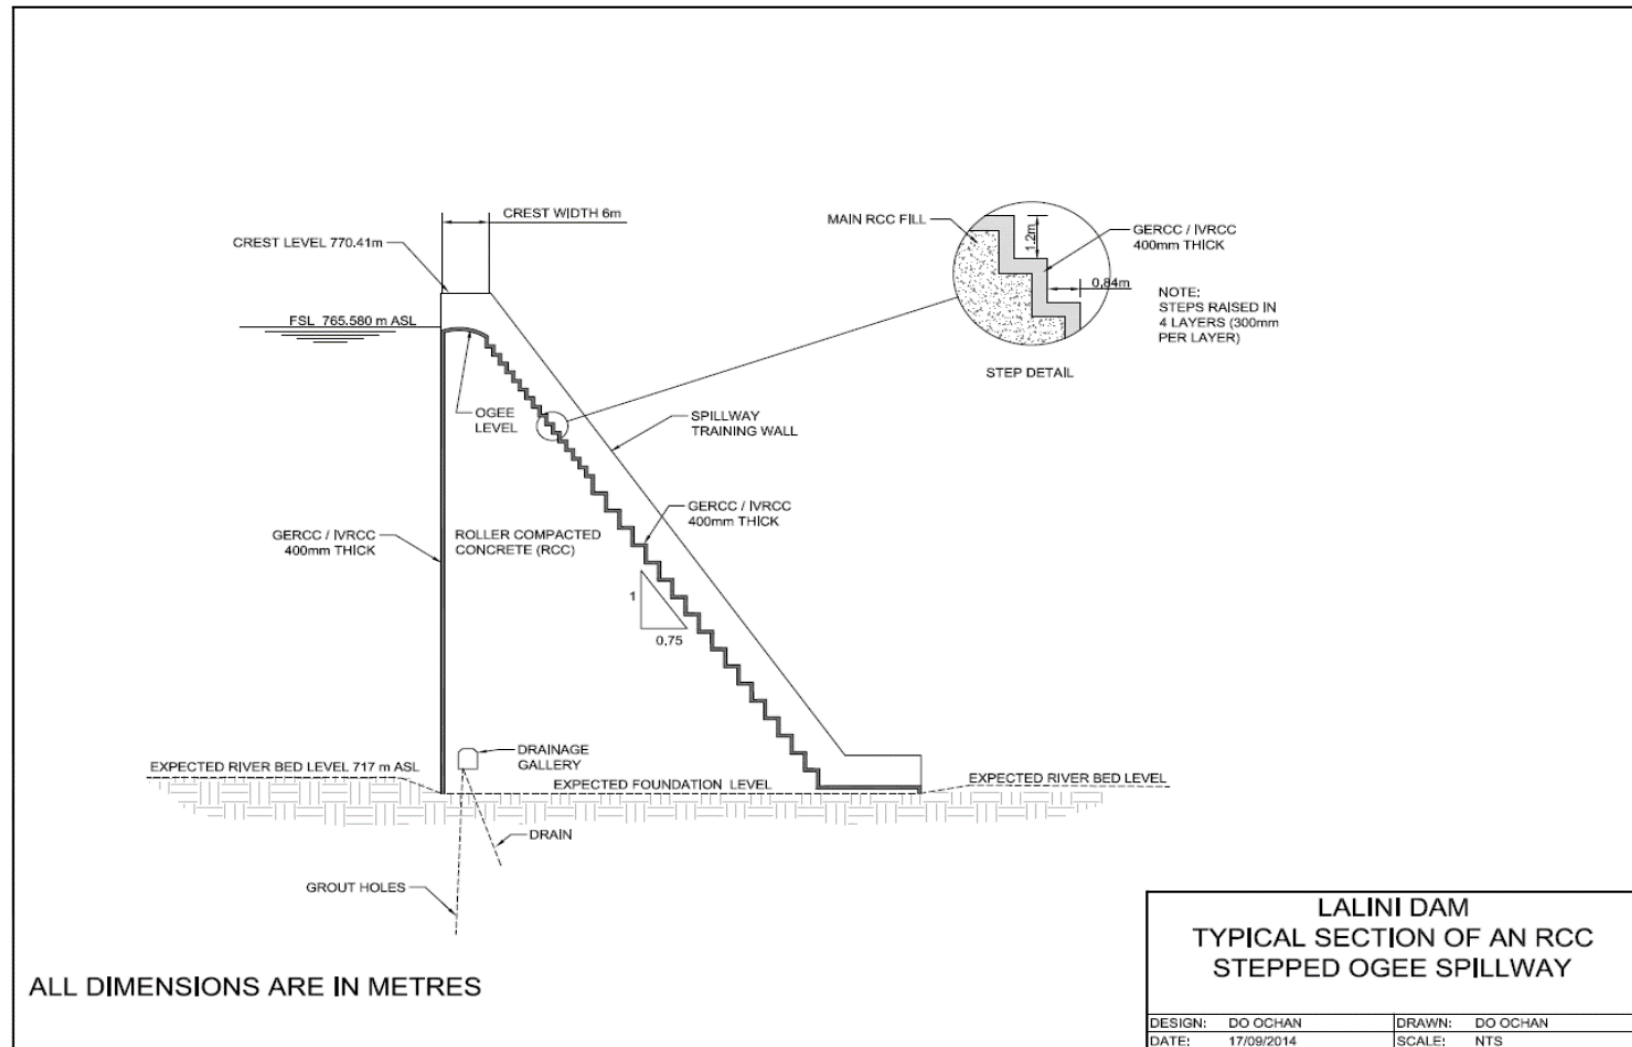 CREST WIDTH 6m
CREST LEVEL 770.41m
FSL 765.580 m ASL
OGEE
LEVEL
SPILLWAY
TRAINING WALL
GERCC / IVRCC
400mm THICK
GERCC / IVRCC
400mm THICK
ROLLER COMPACTED
CONCRETE (RCC)
1
0,75
DRAINAGE
GALLERY
EXPECTED RIVER BED LEVEL 717 m ASL
EXPECTED FOUNDATION LEVEL
EXPECTED RIVER BED LEVEL
DRAIN
GROUT HOLES
MAIN RCC FILL
1.2m
GERCC / IVRCC
400mm THICK
0,84m
NOTE:
STEPS RAISED IN
4 LAYERS (300mm
PER LAYER)
STEP DETAIL
ALL DIMENSIONS ARE IN METRES
LALINI DAM
TYPICAL SECTION OF AN RCC
STEPPED OGEE SPILLWAY
DESIGN: DO OCHAN DRAWN: DO OCHAN
DATE: 17/09/2014 SCALE: NTS